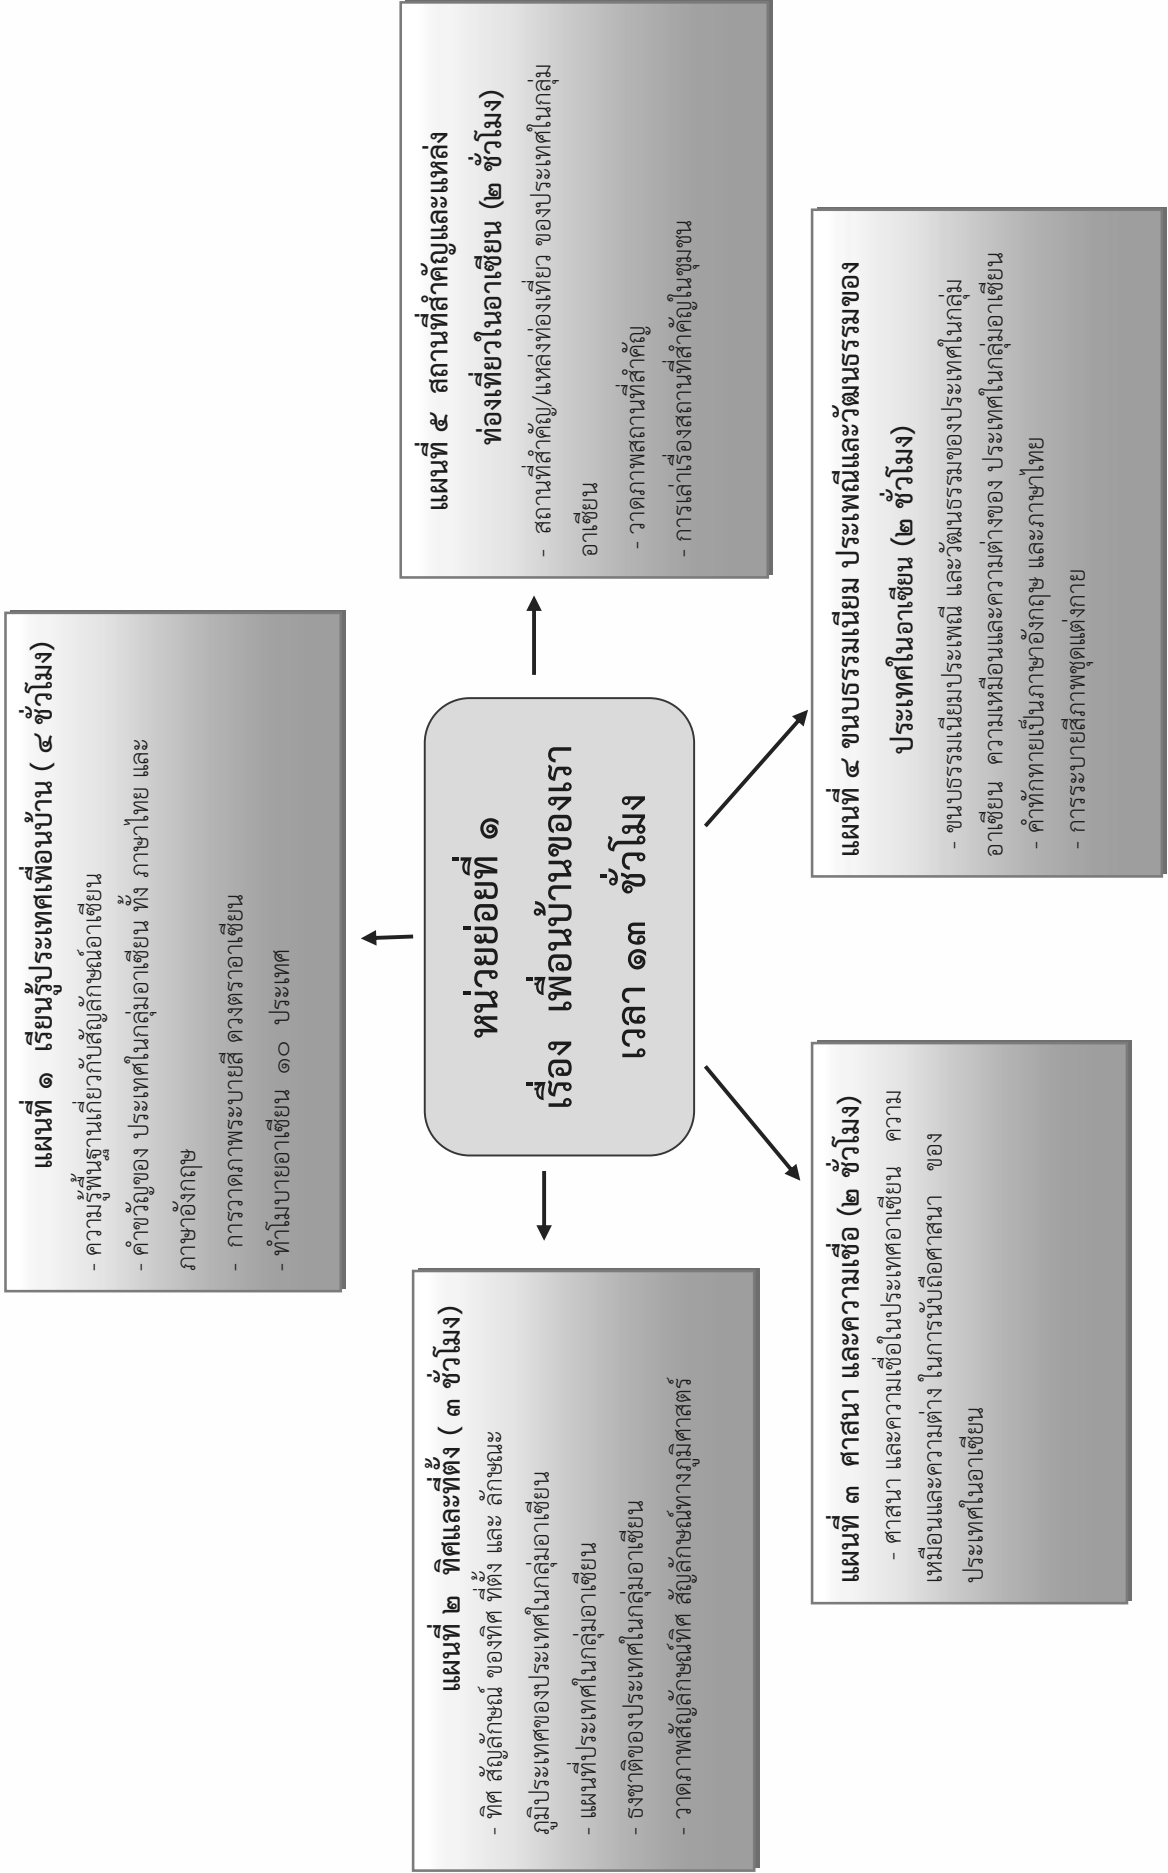 แผนที่ ๑  เรียนรู้ประเทศเพื่อนบ้าน ( ๔ ชั่วโมง)
- ความรู้พื้นฐานเกี่ยวกับสัญลักษณ์อาเซียน
- คำขวัญของ ประเทศในกลุ่มอาเซียน ทั้ง ภาษาไทย และ
ภาษาอังกฤษ
-  การวาดภาพระบายสี ดวงตราอาเซียน
- ทำโมบายอาเซียน  ๑๐  ประเทศ
แผนที่ ๒  ทิศและที่ตั้ง ( ๓ ชั่วโมง)
- ทิศ สัญลักษณ์ ของทิศ ที่ตั้ง และ ลักษณะ
ภูมิประเทศของประเทศในกลุ่มอาเซียน
- แผนที่ประเทศในกลุ่มอาเซียน
- ธงชาติของประเทศในกลุ่มอาเซียน
- วาดภาพสัญลักษณ์ทิศ สัญลักษณ์ทางภูมิศาสตร์
หน่วยย่อยที่ ๑
เรื่อง  เพื่อนบ้านของเรา
เวลา ๑๓  ชั่วโมง
แผนที่ ๕  สถานที่สำคัญและแหล่ง
ท่องเที่ยวในอาเซียน (๒ ชั่วโมง)
-  สถานที่สำคัญ/แหล่งท่องเที่ยว ของประเทศในกลุ่ม
อาเซียน
- วาดภาพสถานที่สำคัญ
- การเล่าเรื่องสถานที่สำคัญในชุมชน
แผนที่ ๓  ศาสนา และความเชื่อ (๒ ชั่วโมง)
- ศาสนา และความเชื่อในประเทศอาเซียน  ความ
เหมือนและความต่าง ในการนับถือศาสนา  ของ
ประเทศในอาเซียน
แผนที่ ๔ ขนบธรรมเนียม ประเพณีและวัฒนธรรมของ
ประเทศในอาเซียน (๒ ชั่วโมง)
- ขนบธรรมเนียมประเพณี และวัฒนธรรมของประเทศในกลุ่ม
อาเซียน  ความเหมือนและความต่างของ ประเทศในกลุ่มอาเซียน
- คำทักทายเป็นภาษาอังกฤษ และภาษาไทย
- การระบายสีภาพชุดแต่งกาย